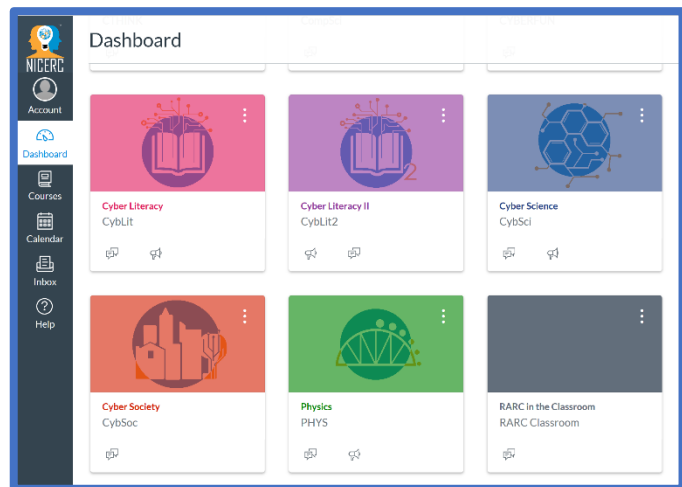 NICERC
Account
Dashboard
Courses
Calendar
Inbox
Help
Dashboard
Cyber Literacy
CybLit
2
Cyber Literacy II
CybLit2
Cyber Science
CybSci
Cyber Society
CybSoc
Physics
PHYS
RARC in the Classroom
RARC Classroom